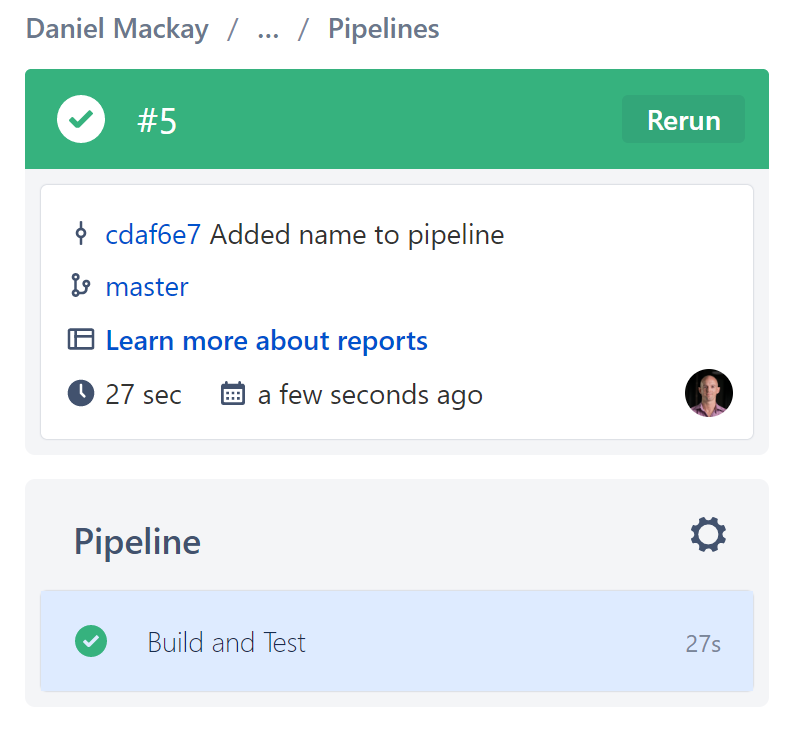 Daniel Mackay / ... / Pipelines
#5 Rerun
cdaf6e7 Added name to pipeline
master
Learn more about reports
27 sec a few seconds ago
Pipeline
Build and Test 27s